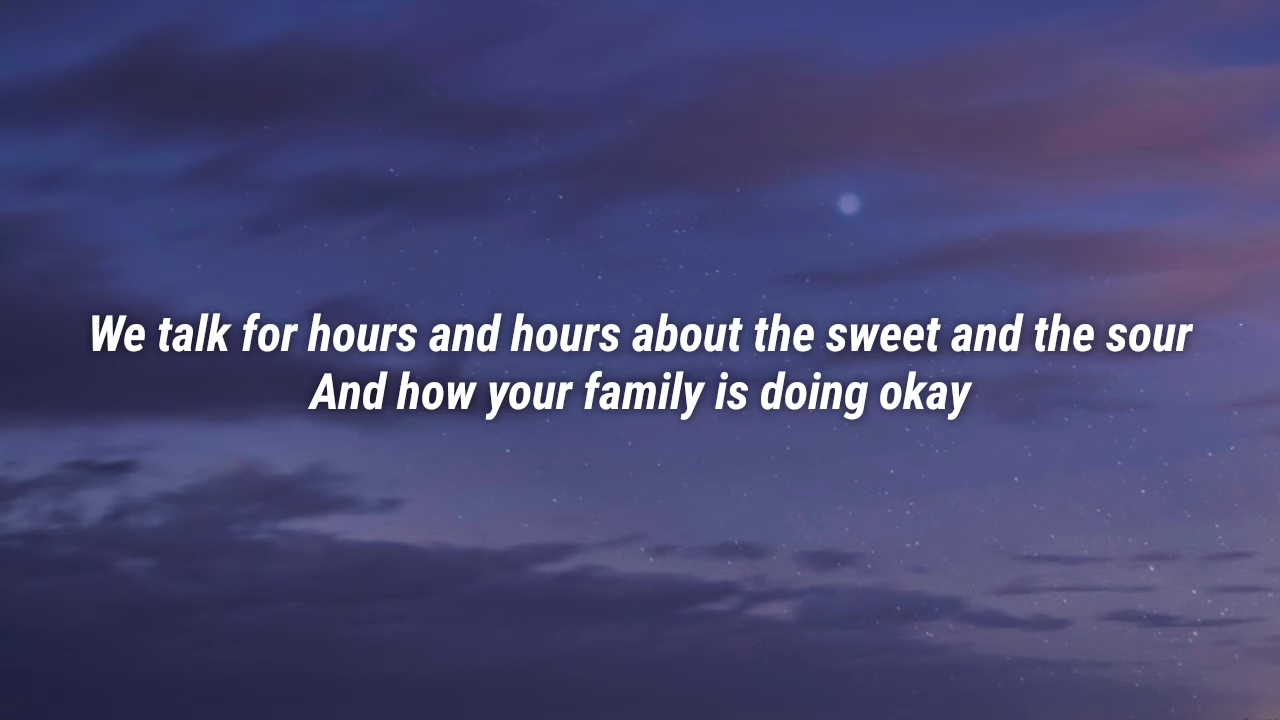 We talk for hours and hours about the sweet and the sour
And how your family is doing okay